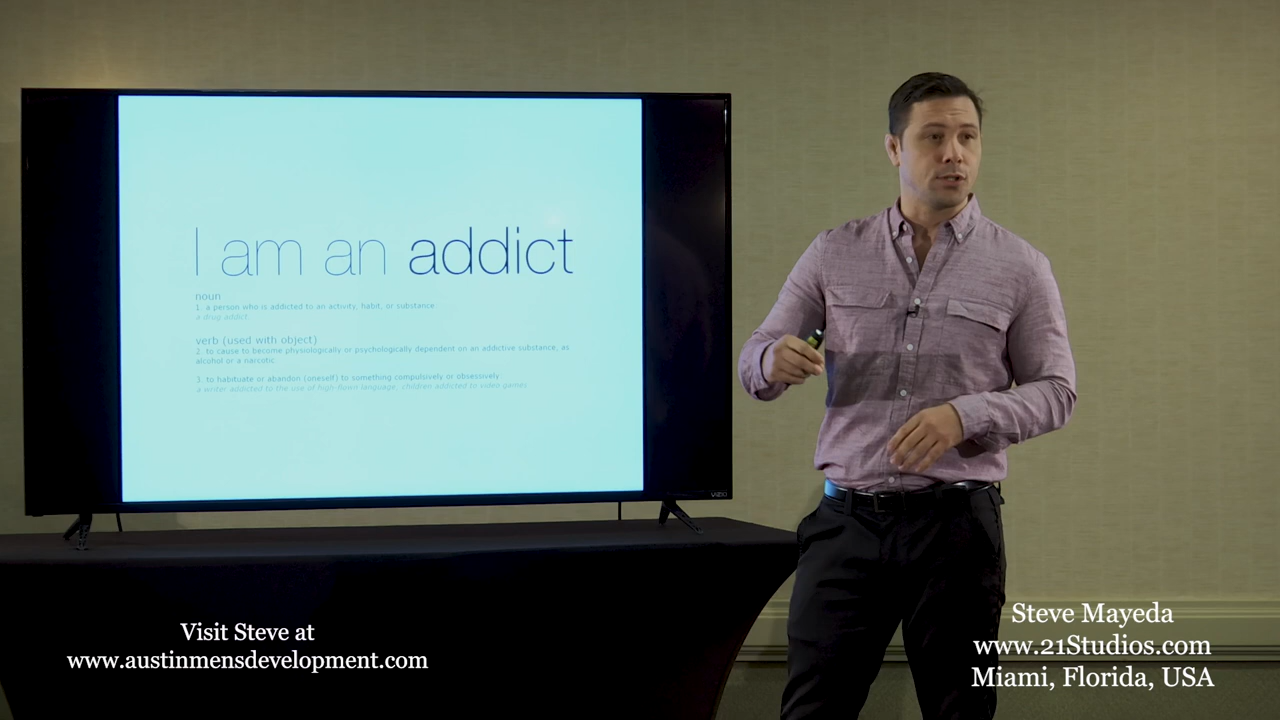 I am an addict
noun
1. a person who is addicted to an activity, habit, or substance:
a drug addict.
verb (used with object)
2. to cause to become physiologically or psychologically dependent on an addictive substance, as
alcohol or a narcotic.
3. to habituate or abandon (oneself) to something compulsively or obsessively:
a writer addicted to the use of high-flown language; children addicted to video games.
VIZIO
Visit Steve at
www.austinmensdevelopment.com
Steve Mayeda
www.21Studios.com
Miami, Florida, USA